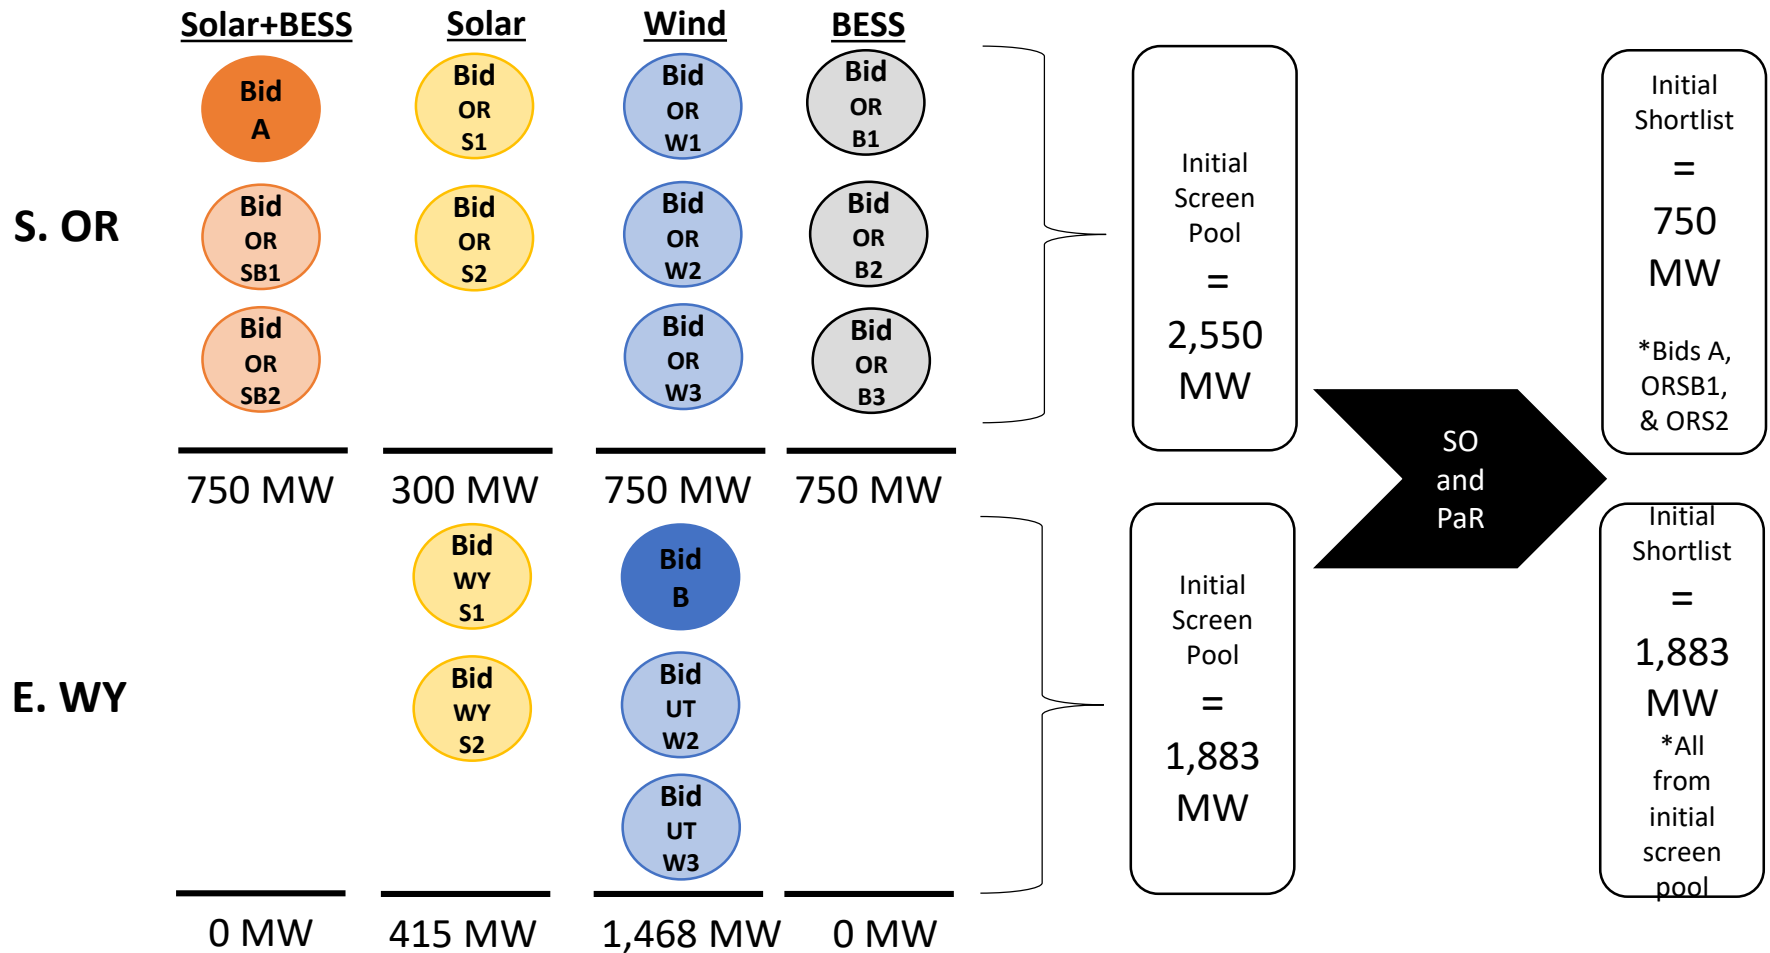 Solar+BESS
Solar
Wind
BESS
S. OR
Bid
A
Bid
OR
SB1
Bid
OR
SB2
750 MW
Bid
OR
S1
Bid
OR
S2
300 MW
Bid
OR
W1
Bid
OR
W2
Bid
OR
W3
750 MW
Bid
OR
B1
Bid
OR
B2
Bid
OR
B3
750 MW
Initial
Screen
Pool
=
2,550
MW
E. WY
0 MW
Bid
WY
S1
Bid
WY
S2
415 MW
Bid
B
Bid
UT
W2
Bid
UT
W3
1,468 MW
0 MW
Initial
Screen
Pool
=
1,883
MW
SO
and
PaR
Initial
Shortlist
=
750
MW
*Bids A,
ORSB1,
& ORS2
Initial
Shortlist
=
1,883
MW
*All
from
initial
screen
pool